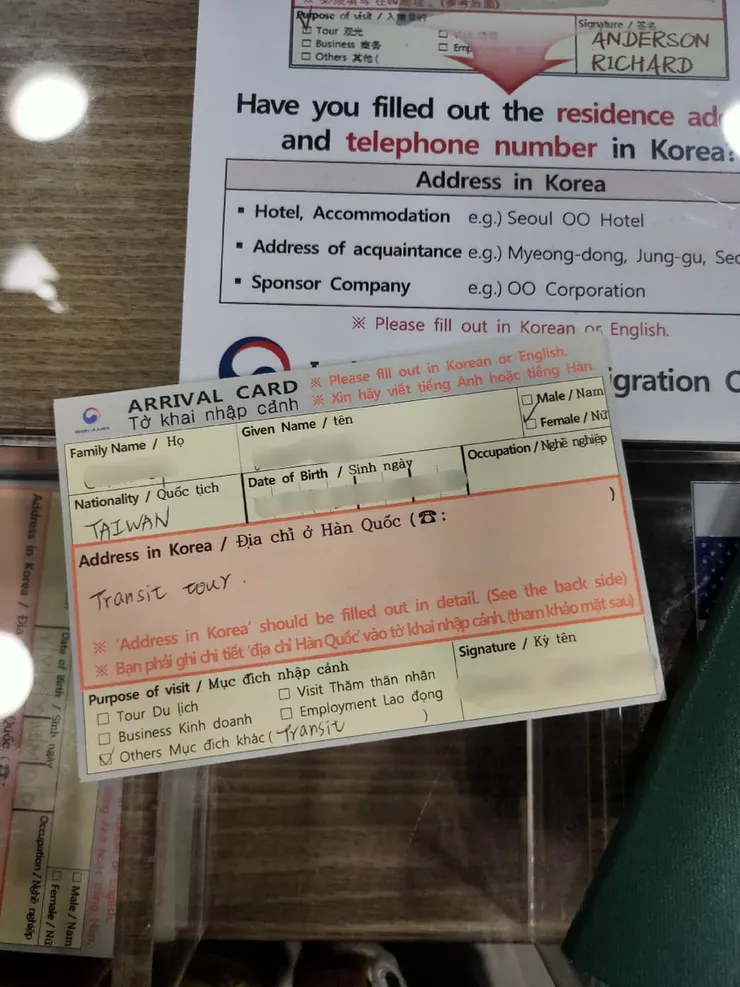 Purpose of visit /
Tour 观光
Business 商务
Others 其他 (
Signature / 签名
ANDERSON
RICHARD
Have you filled out the residence
and telephone number in Korea
Address in Korea
▪ Hotel, Accommodation e.g.) Seoul OO Hotel
▪ Address of acquaintance e.g.) Myeong-dong, Jung-gu,
▪ Sponsor Company e.g.) OO Corporation
※ Please fill out in Korean or English.
ARRIVAL CARD
Tờ khai nhập cảnh
※ Please fill out in Korean or English.
※ Xin hãy viết tiếng Anh hoặc tiếng Hàn.
Ministry of Justice
Family Name / Họ
Given Name / tên
Male / Nam
Female / Nữ
Nationality / Quốc tịch
TAIWAN
Date of Birth / Sinh ngày
Occupation / Nghề nghiệp
Address in Korea / Địa chỉ ở Hàn Quốc (☎: )
Transit tour.
※ 'Address in Korea' should be filled out in detail. (See the back side)
※ Bạn phải ghi chi tiết 'địa chỉ Hàn Quốc' vào tờ khai nhập cảnh. (tham khảo mặt sau)
Purpose of visit / Mục đích nhập cảnh
Tour Du lịch
Visit Thăm thân nhân
Business Kinh doanh
Employment Lao động
Others Mục đích khác ( Transit )
Signature / Ký tên
Address in Korea
Date of Birth / Sinh ngày
Occupation / Nghề nghiệp
Male / Nam
Female / Nữ